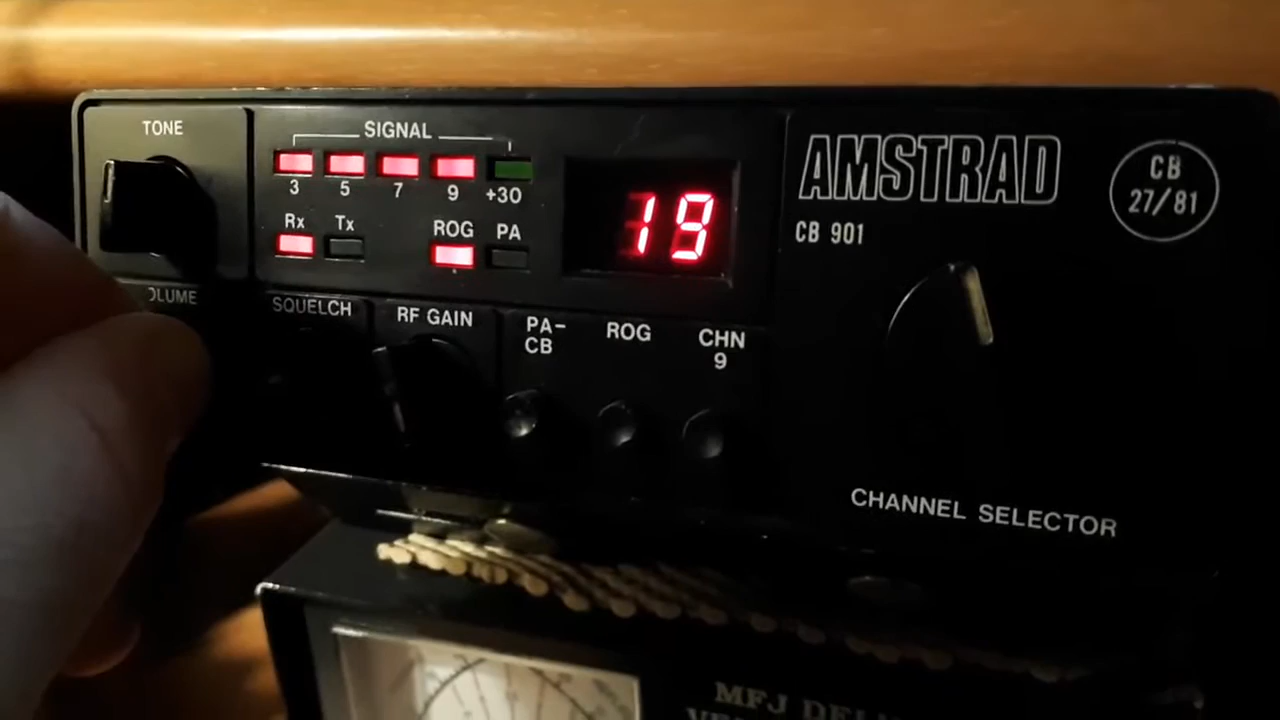 TONE
SIGNAL
3 5 7 9 +30
Rx Tx ROG PA
19
AMSTRAD
CB 901
CB
27/81
OLUME
SQUELCH
RF GAIN
PA-
CB
ROG
CHN
9
CHANNEL SELECTOR
MFJ